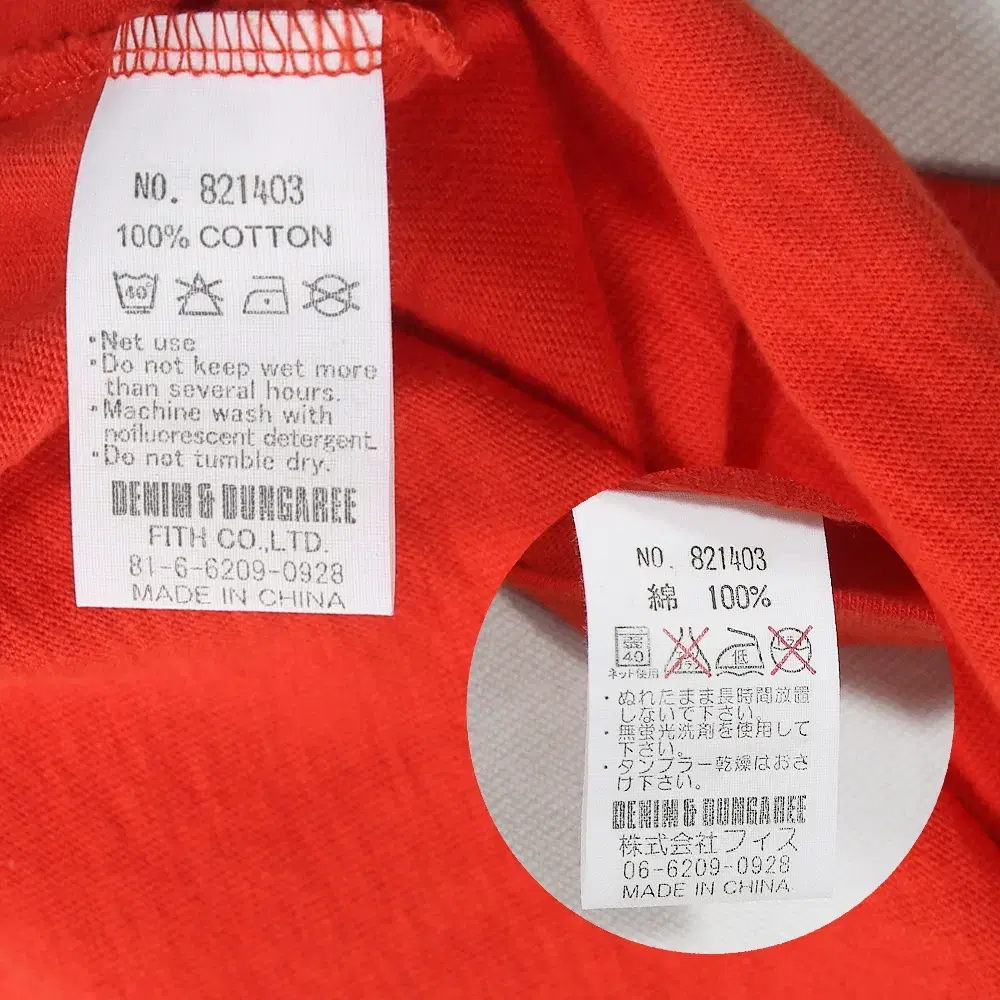 NO. 821403
100% COTTON
40°
・Net use
・Do not keep wet more
than several hours.
・Machine wash with
nofluorescent detergent.
・Do not tumble dry.
DENIM & DUNGAREE
FITH CO.,LTD.
81-6-6209-0928
MADE IN CHINA
NO. 821403
綿 100%
40
低
ネット使用
・ぬれたまま長時間放置
しないで下さい。
・無蛍光洗剤を使用して
下さい。
・タンブラー乾燥はおさ
け下さい。
DENIM & DUNGAREE
株式会社フィス
06-6209-0928
MADE IN CHINA